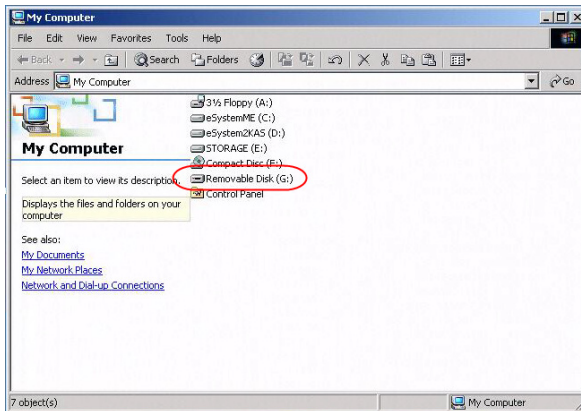 My Computer
File Edit View Favorites Tools Help
Back Search Folders
Address My Computer Go
My Computer
Select an item to view its description.
Displays the files and folders on your
computer
See also:
My Documents
My Network Places
Network and Dial-up Connections
3½ Floppy (A:)
eSystemME (C:)
eSystem2KAS (D:)
STORAGE (E:)
Compact Disc (F:)
Removable Disk (G:)
Control Panel
7 object(s) My Computer